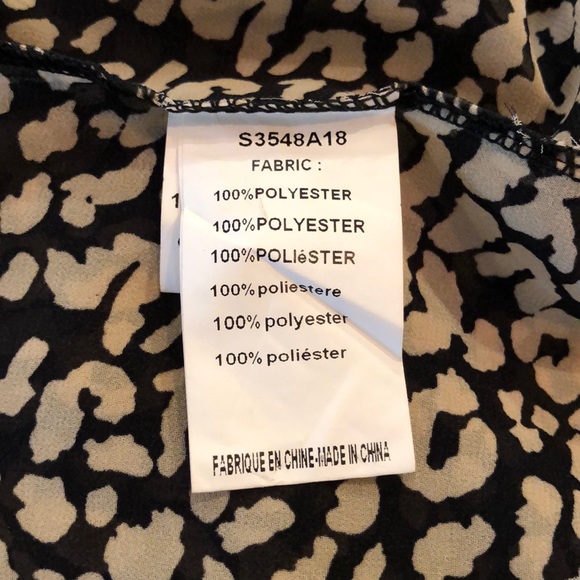 S3548A18
FABRIC :
100%POLYESTER
100%POLYESTER
100%POLIéSTER
100%poliestere
100%polyester
100%poliéster
FABRIQUE EN CHINE-MADE IN CHINA